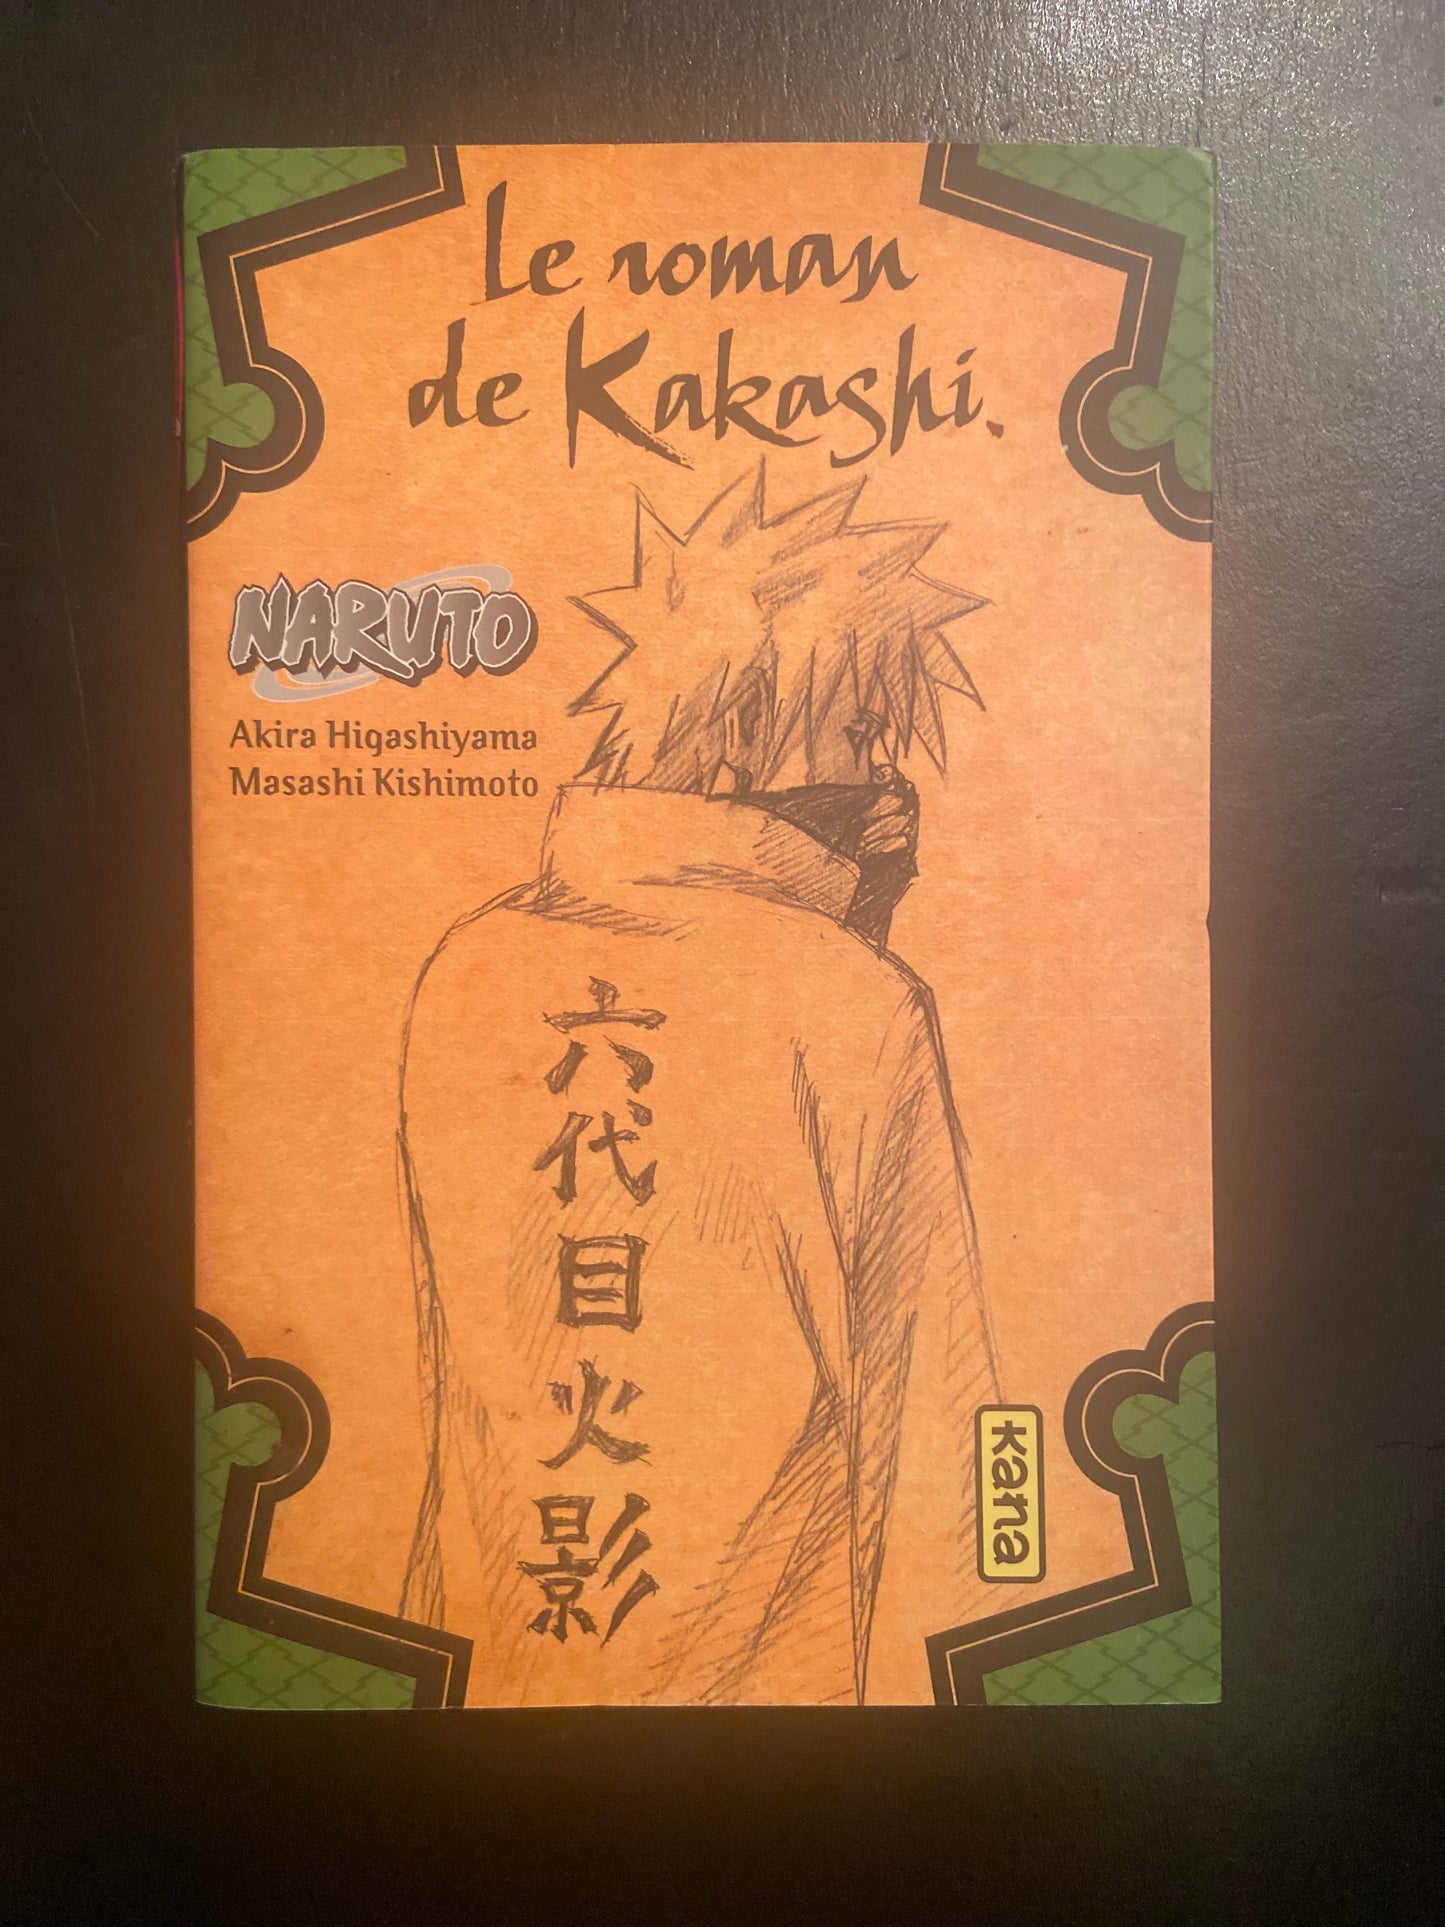 Le roman
de Kakashi
NARUTO
Akira Higashiyama
Masashi Kishimoto
六代目火影
KANA